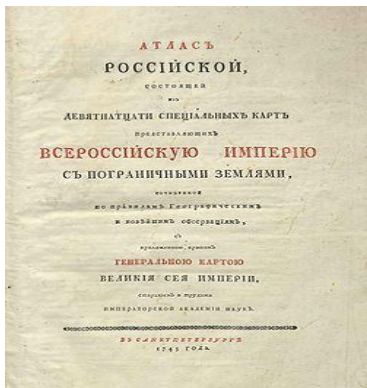 АТЛАСЪ
РОССІЙСКОЙ,
СОСТОЯЩЕЙ
ИЗЪ
ДЕВЯТНАТЦАТИ СПЕЦІАЛЬНЫХЪ КАРТЪ
ПРЕДСТАВЛЯЮЩИХЪ
ВСЕРОССІЙСКУЮ ИМПЕРІЮ
СЪ ПОГРАНИЧНЫМИ ЗЕМЛЯМИ,
сочиненной
по правиламъ Географическимъ
и новѣйшимъ обсерваціямъ,
съ
приложенною притомъ
ГЕНЕРАЛЬНОЮ КАРТОЮ
ВЕЛИКІЯ СЕЯ ИМПЕРІИ,
стараніемъ и трудами
ИМПЕРАТОРСКОЙ АКАДЕМІИ НАУКЪ.
ВЪ САНКТПЕТЕРБУРГѢ
1745 ГОДА.